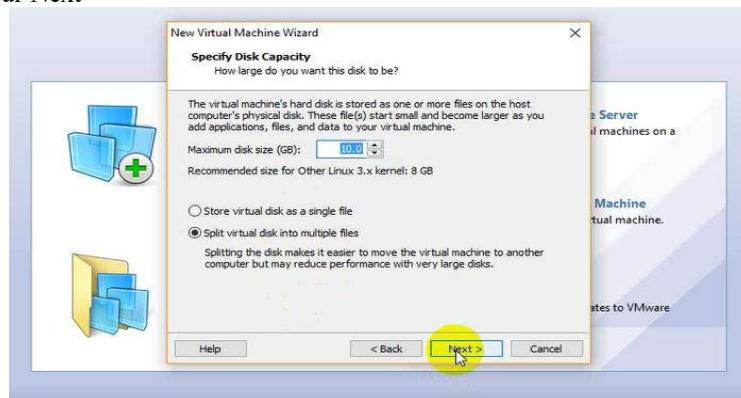 New Virtual Machine Wizard
Specify Disk Capacity
How large do you want this disk to be?
The virtual machine's hard disk is stored as one or more files on the host
computer's physical disk. These file(s) start small and become larger as you
add applications, files, and data to your virtual machine.
Maximum disk size (GB): 10.0
Recommended size for Other Linux 3.x kernel: 8 GB
Store virtual disk as a single file
Split virtual disk into multiple files
Splitting the disk makes it easier to move the virtual machine to another
computer but may reduce performance with very large disks.
Server
machines on a
Machine
machine.
to VMware
Help
< Back
Next >
Cancel